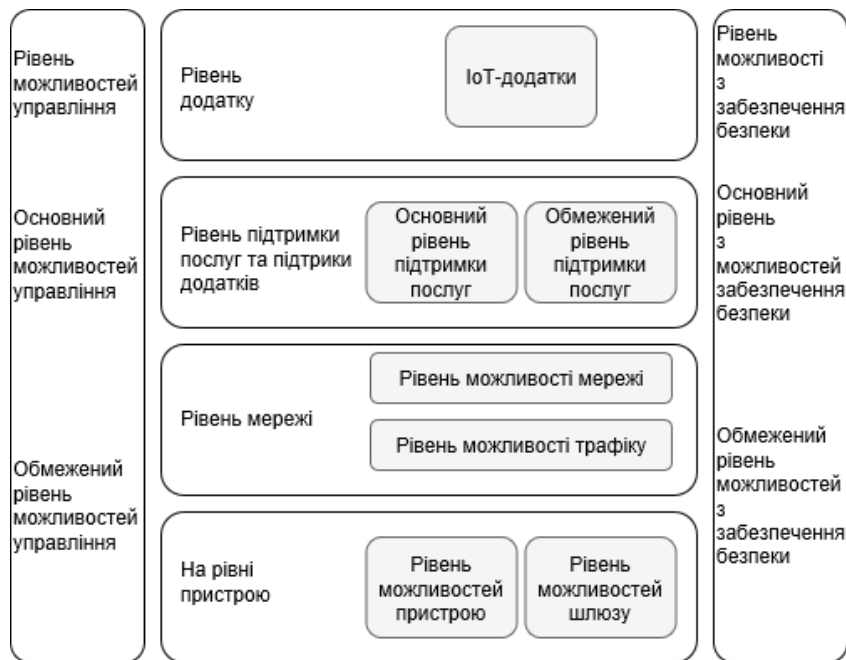 Рівень
можливостей
управління
Основний
рівень
можливостей
управління
Обмежений
рівень
можливостей
управління
Рівень
додатку
IoT-додатки
Рівень підтримки
послуг та підтрики
додатків
Основний
рівень
підтримки
послуг
Обмежений
рівень
підтримки
послуг
Рівень мережі
Рівень можливості мережі
Рівень можливості трафіку
На рівні
пристрою
Рівень
можливостей
пристрою
Рівень
можливостей
шлюзу
Рівень
можливості
з
забезпечення
безпеки
Основний
рівень
з
можливостей
забезпечення
безпеки
Обмежений
рівень
можливостей
з
забезпечення
безпеки